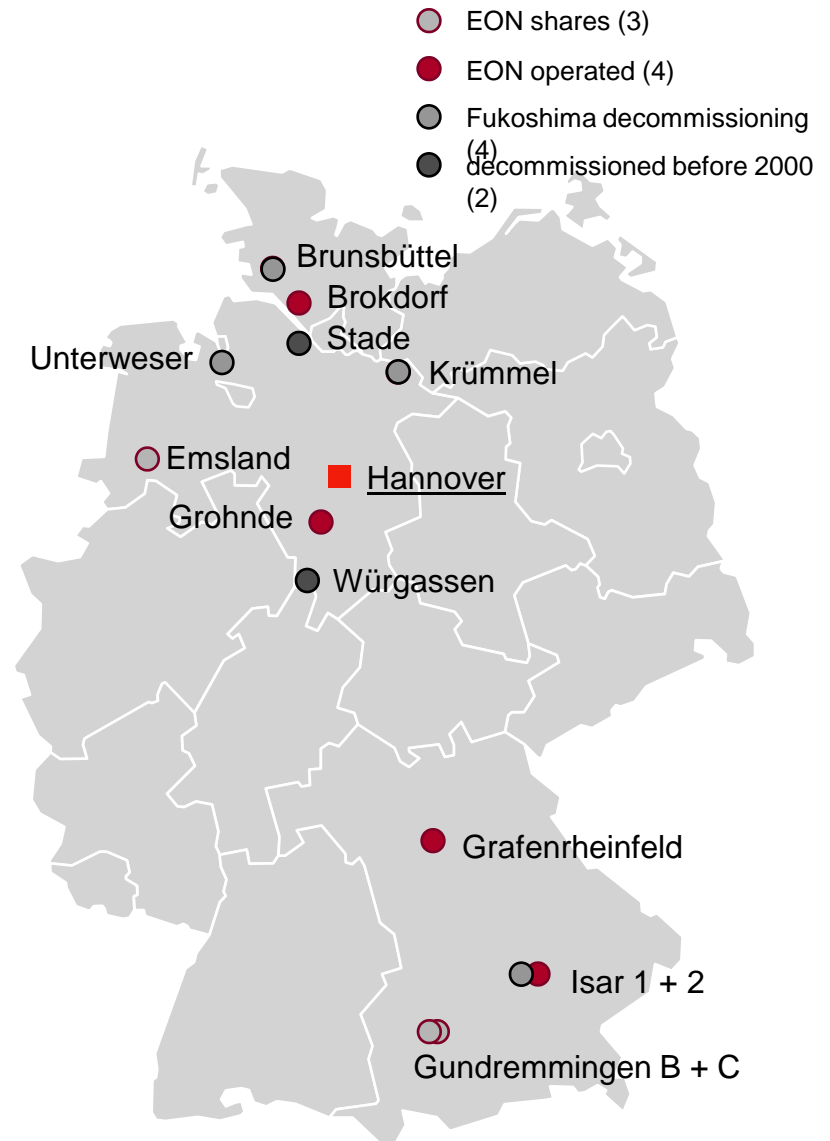 EON shares (3)
EON operated (4)
Fukoshima decommissioning
(4)
decommissioned before 2000
(2)
Brunsbüttel
Brokdorf
Stade
Unterweser
Krümmel
Emsland
Hannover
Grohnde
Würgassen
Grafenrheinfeld
Isar 1 + 2
Gundremmingen B + C